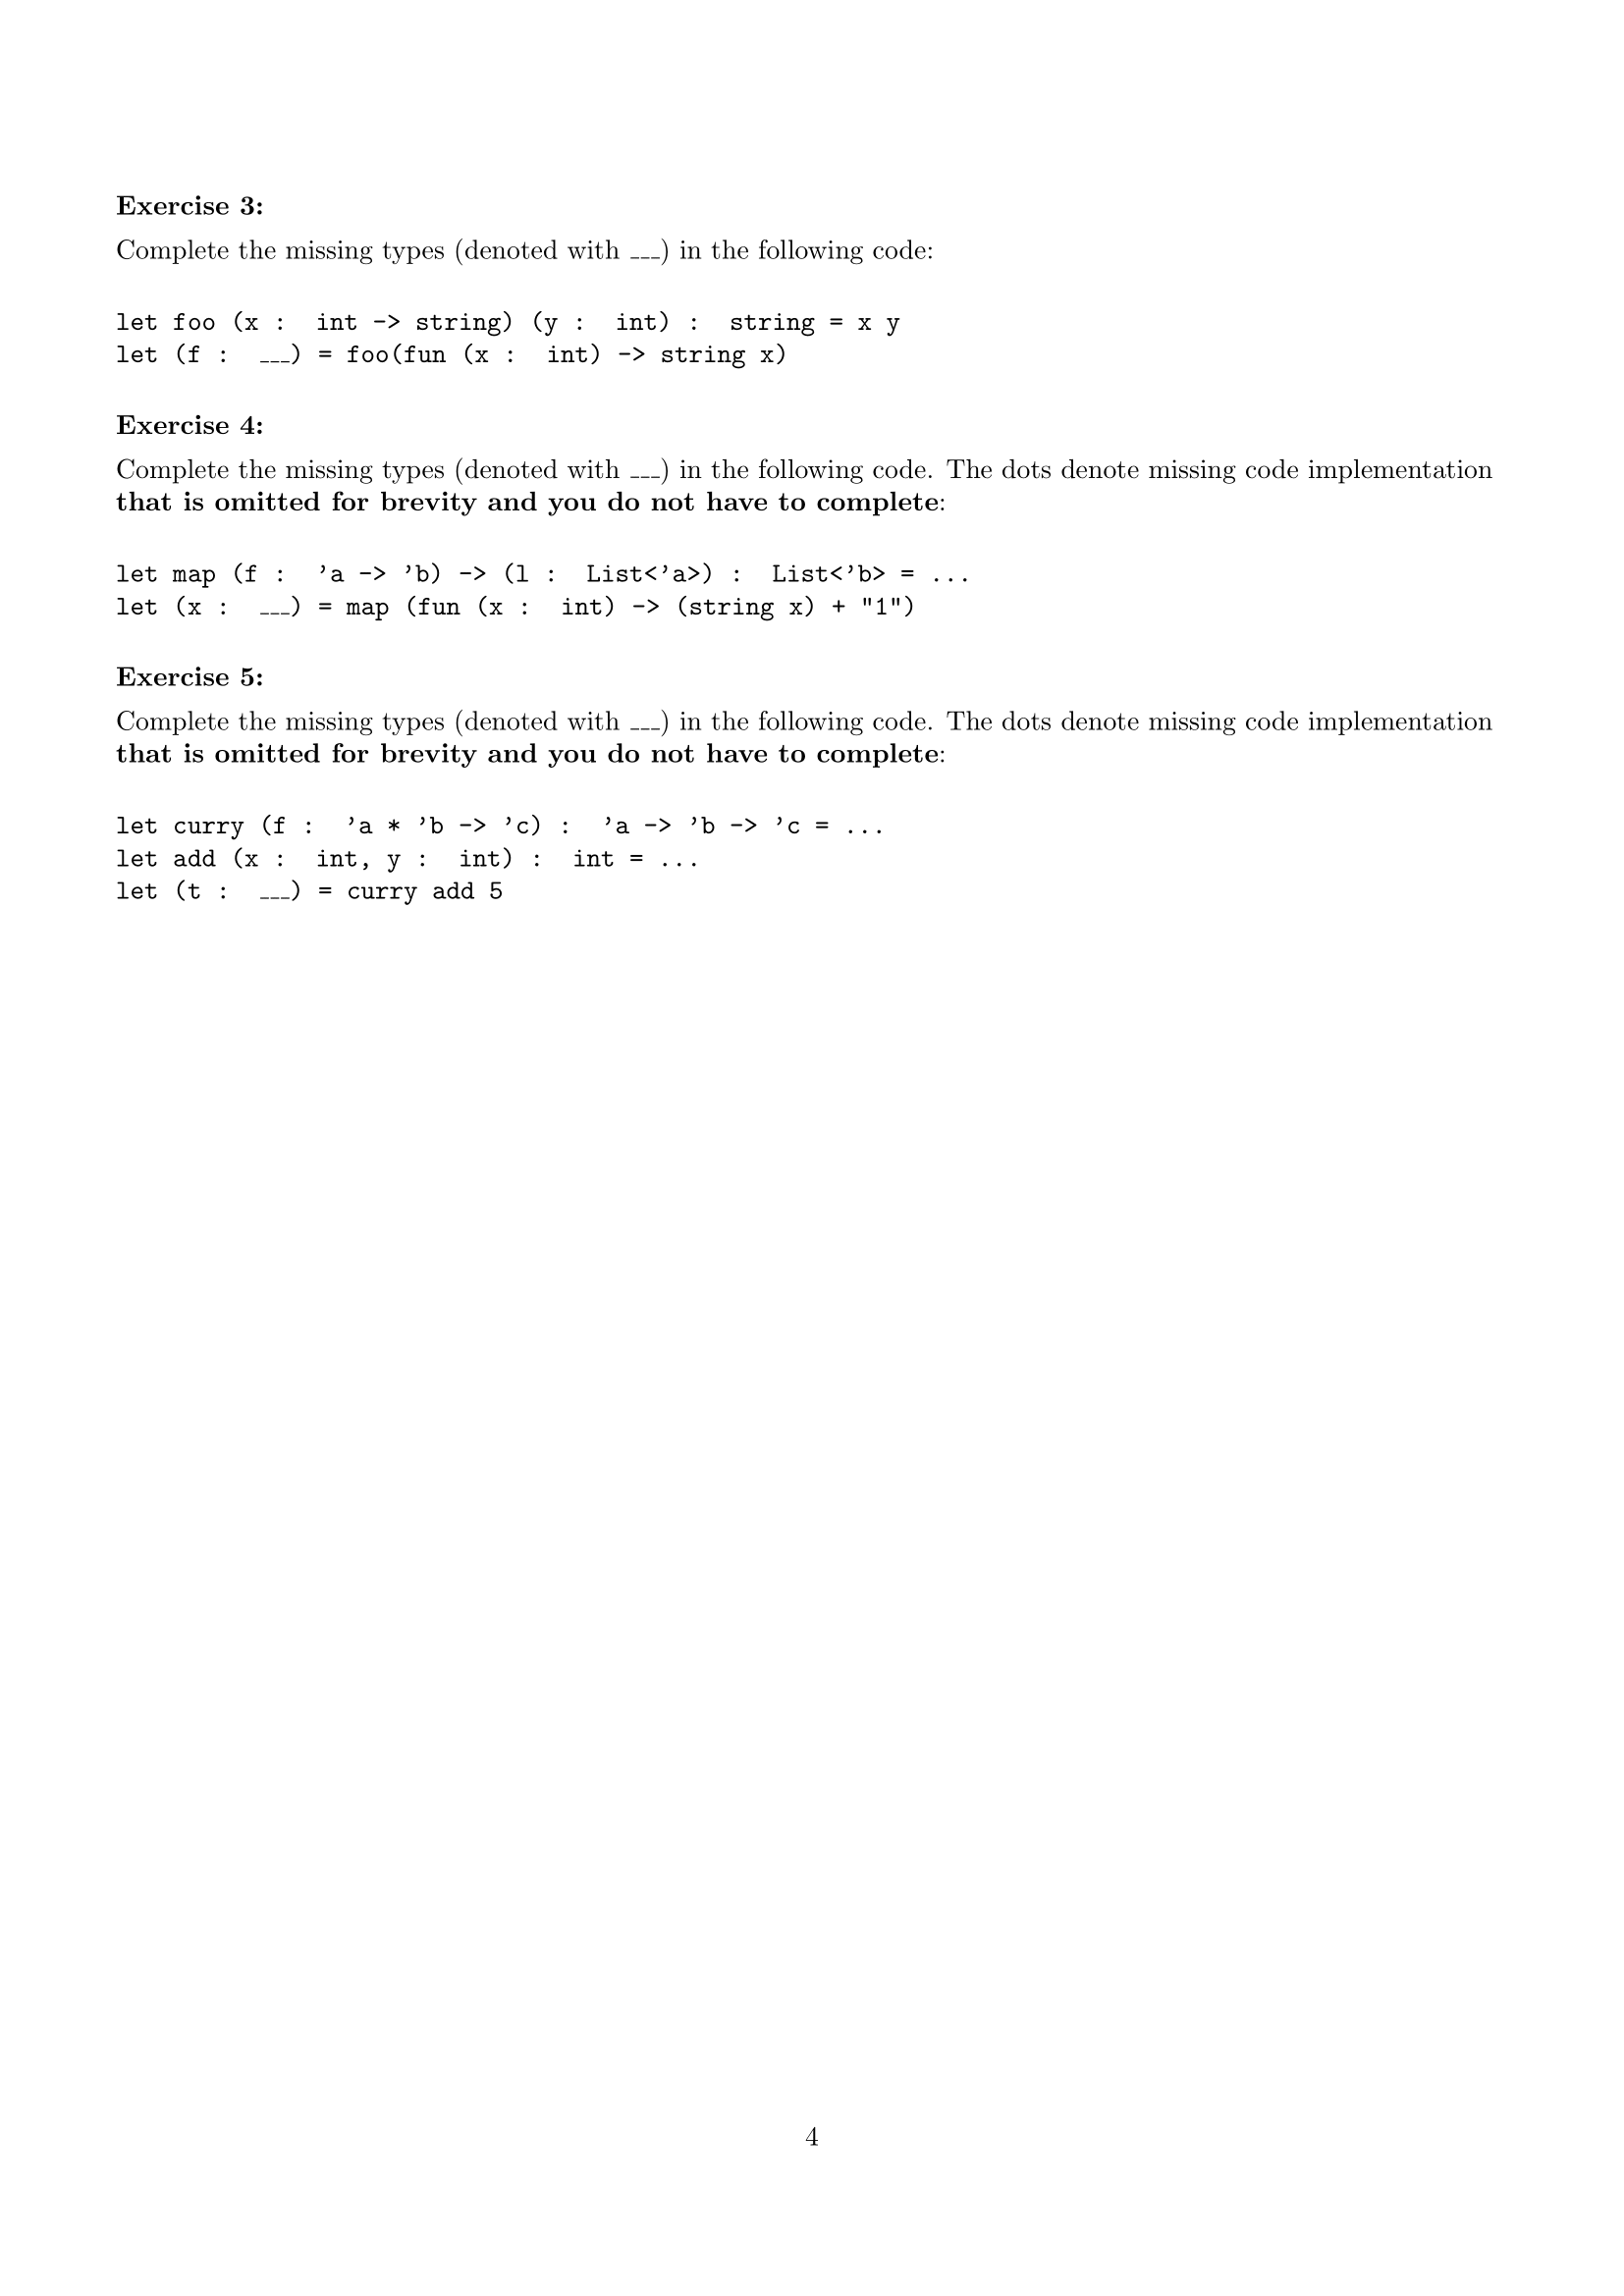 Exercise 3:
Complete the missing types (denoted with ___) in the following code:
let foo (x : int -> string) (y : int) : string = x y
let (f : ___) = foo(fun (x : int) -> string x)
Exercise 4:
Complete the missing types (denoted with ___) in the following code. The dots denote missing code implementation
that is omitted for brevity and you do not have to complete:
let map (f : 'a -> 'b) -> (l : List<'a>) : List<'b> = ...
let (x : ___) = map (fun (x : int) -> (string x) + "1")
Exercise 5:
Complete the missing types (denoted with ___) in the following code. The dots denote missing code implementation
that is omitted for brevity and you do not have to complete:
let curry (f : 'a * 'b -> 'c) : 'a -> 'b -> 'c = ...
let add (x : int, y : int) : int = ...
let (t : ___) = curry add 5
4